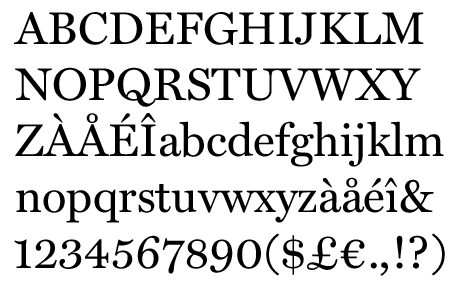 ABCDEFGHIJKLM
NOPQRSTUVWXY
ZÀÅÉÎabcdefghijklm
nopqrstuvwxyzàåéî&
1234567890($£€.,!?)